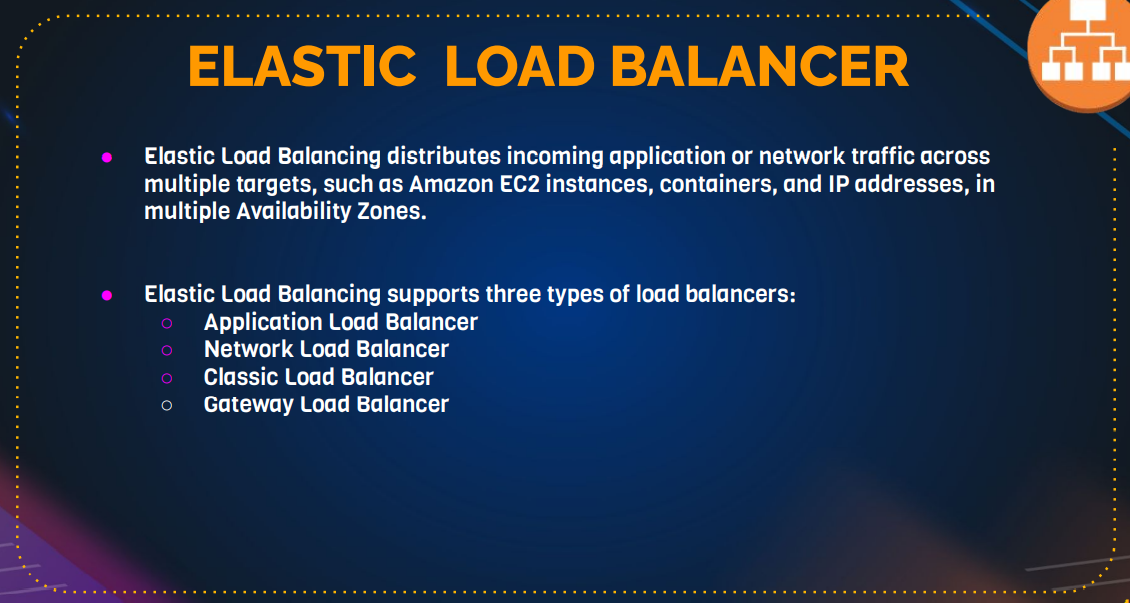 ELASTIC LOAD BALANCER
Elastic Load Balancing distributes incoming application or network traffic across
multiple targets, such as Amazon EC2 instances, containers, and IP addresses, in
multiple Availability Zones.
Elastic Load Balancing supports three types of load balancers:
Application Load Balancer
Network Load Balancer
Classic Load Balancer
Gateway Load Balancer